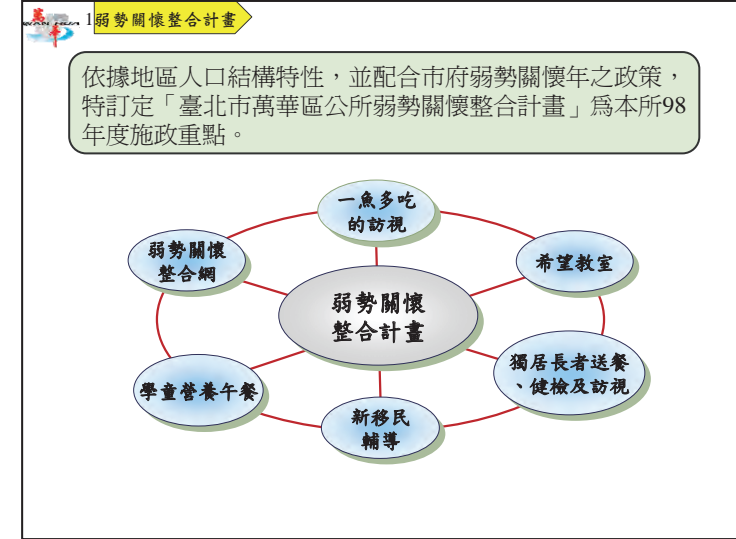 萬華
WAN HUA
1弱勢關懷整合計畫
依據地區人口結構特性，並配合市府弱勢關懷年之政策，
特訂定「臺北市萬華區公所弱勢關懷整合計畫」為本所98
年度施政重點。
一魚多吃
的訪視
弱勢關懷
整合網
希望教室
弱勢關懷
整合計畫
獨居長者送餐
、健檢及訪視
學童營養午餐
新移民
輔導